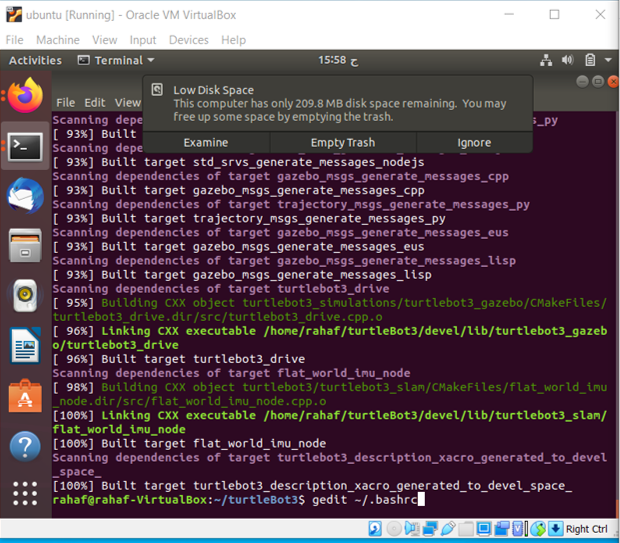 ubuntu [Running] - Oracle VM VirtualBox
File Machine View Input Devices Help
Activities Terminal 15:58 ح
File Edit View
Low Disk Space
This computer has only 209.8 MB disk space remaining. You may
free up some space by emptying the trash.
Examine Empty Trash Ignore
Scanning depe s_py
[ 93%] Built
Scanning depe
[ 93%] Built target std_srvs_generate_messages_nodejs
Scanning dependencies of target gazebo_msgs_generate_messages_cpp
[ 93%] Built target gazebo_msgs_generate_messages_cpp
Scanning dependencies of target trajectory_msgs_generate_messages_py
[ 93%] Built target trajectory_msgs_generate_messages_py
Scanning dependencies of target gazebo_msgs_generate_messages_eus
[ 93%] Built target gazebo_msgs_generate_messages_eus
Scanning dependencies of target gazebo_msgs_generate_messages_lisp
[ 93%] Built target gazebo_msgs_generate_messages_lisp
Scanning dependencies of target turtlebot3_drive
[ 95%] Building CXX object turtlebot3_simulations/turtlebot3_gazebo/CMakeFiles/
turtlebot3_drive.dir/src/turtlebot3_drive.cpp.o
[ 96%] Linking CXX executable /home/rahaf/turtleBot3/devel/lib/turtlebot3_gazeb
o/turtlebot3_drive
[ 96%] Built target turtlebot3_drive
Scanning dependencies of target flat_world_imu_node
[ 98%] Building CXX object turtlebot3/turtlebot3_slam/CMakeFiles/flat_world_imu
_node.dir/src/flat_world_imu_node.cpp.o
[100%] Linking CXX executable /home/rahaf/turtleBot3/devel/lib/turtlebot3_slam/
flat_world_imu_node
[100%] Built target flat_world_imu_node
Scanning dependencies of target turtlebot3_description_xacro_generated_to_devel
_space_
[100%] Built target turtlebot3_description_xacro_generated_to_devel_space_
rahaf@rahaf-VirtualBox:~/turtleBot3$ gedit ~/.bashrc
Right Ctrl